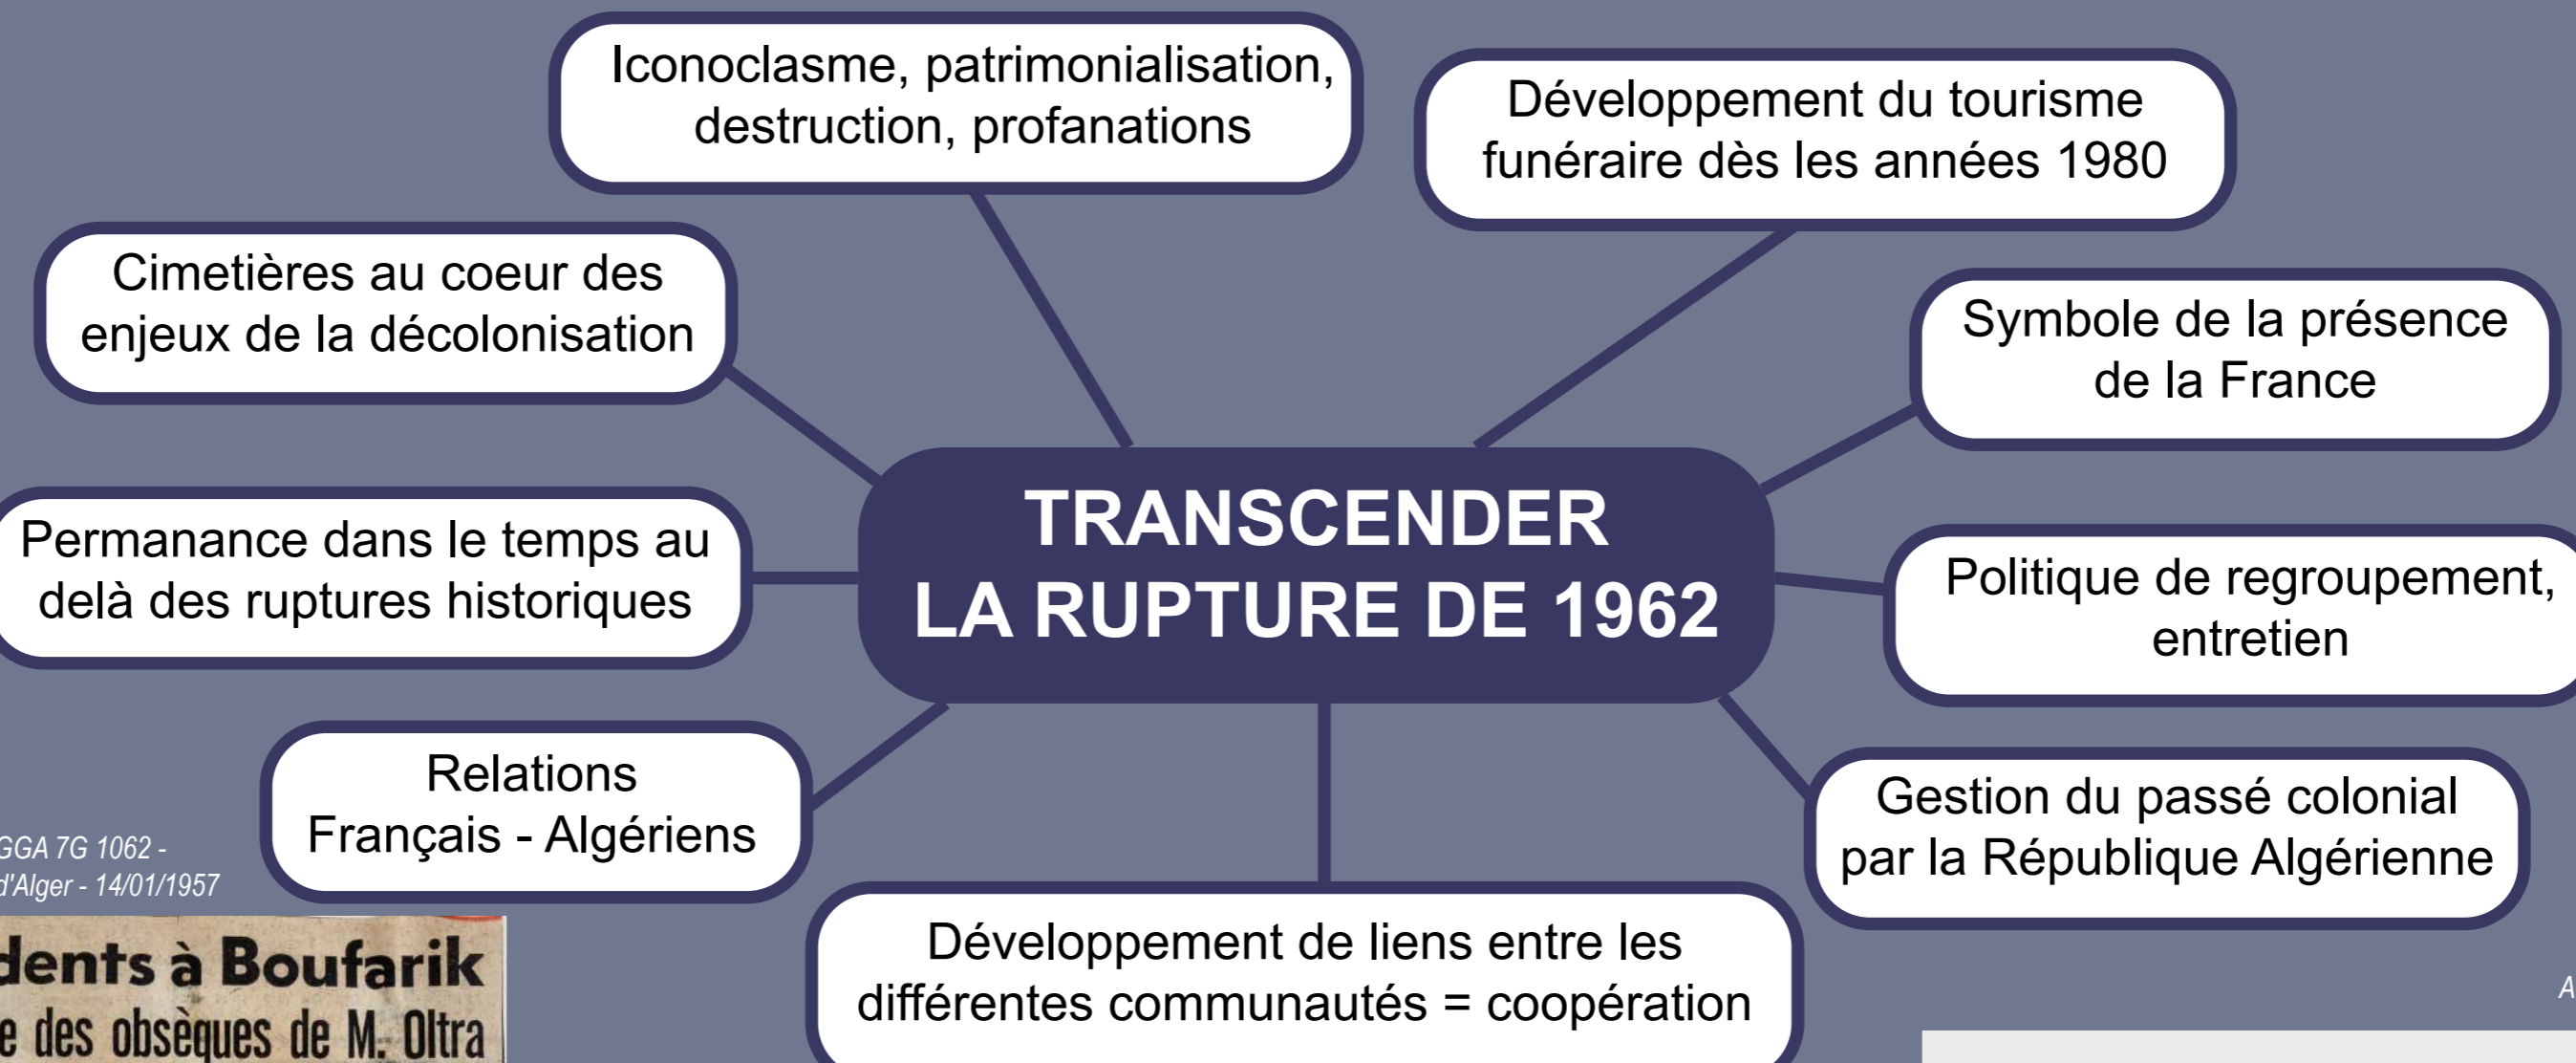 Iconoclasme, patrimonialisation,
destruction, profanations
Développement du tourisme
funéraire dès les années 1980
Cimetières au coeur des
enjeux de la décolonisation
Symbole de la présence
de la France
TRANSCENDER
LA RUPTURE DE 1962
Permanance dans le temps au
delà des ruptures historiques
Politique de regroupement,
entretien
Relations
Français - Algériens
Gestion du passé colonial
par la République Algérienne
GGA 7G 1062 -
d'Alger - 14/01/1957
Développement de liens entre les
différentes communautés = coopération
dents à Boufarik
e des obsèques de M. Oltra
A